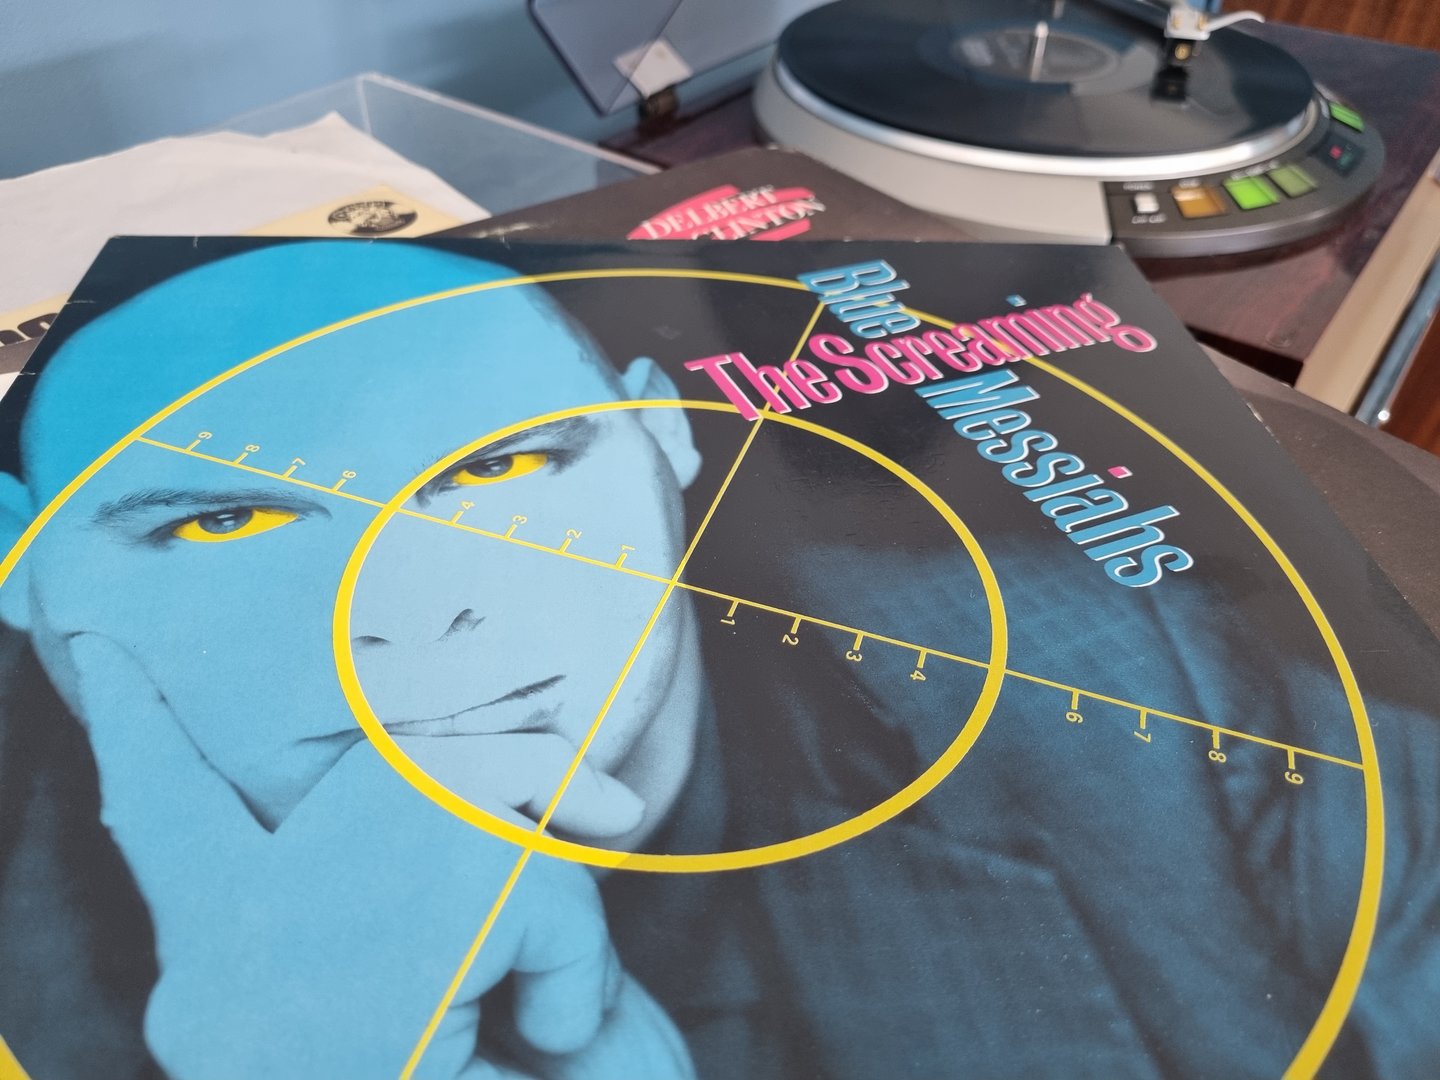 DELBERT
CLINTON
Blue
The Screaming
Messiahs
9 8 7 6 4 3 2 1
1 2 3 4 6 7 8 9